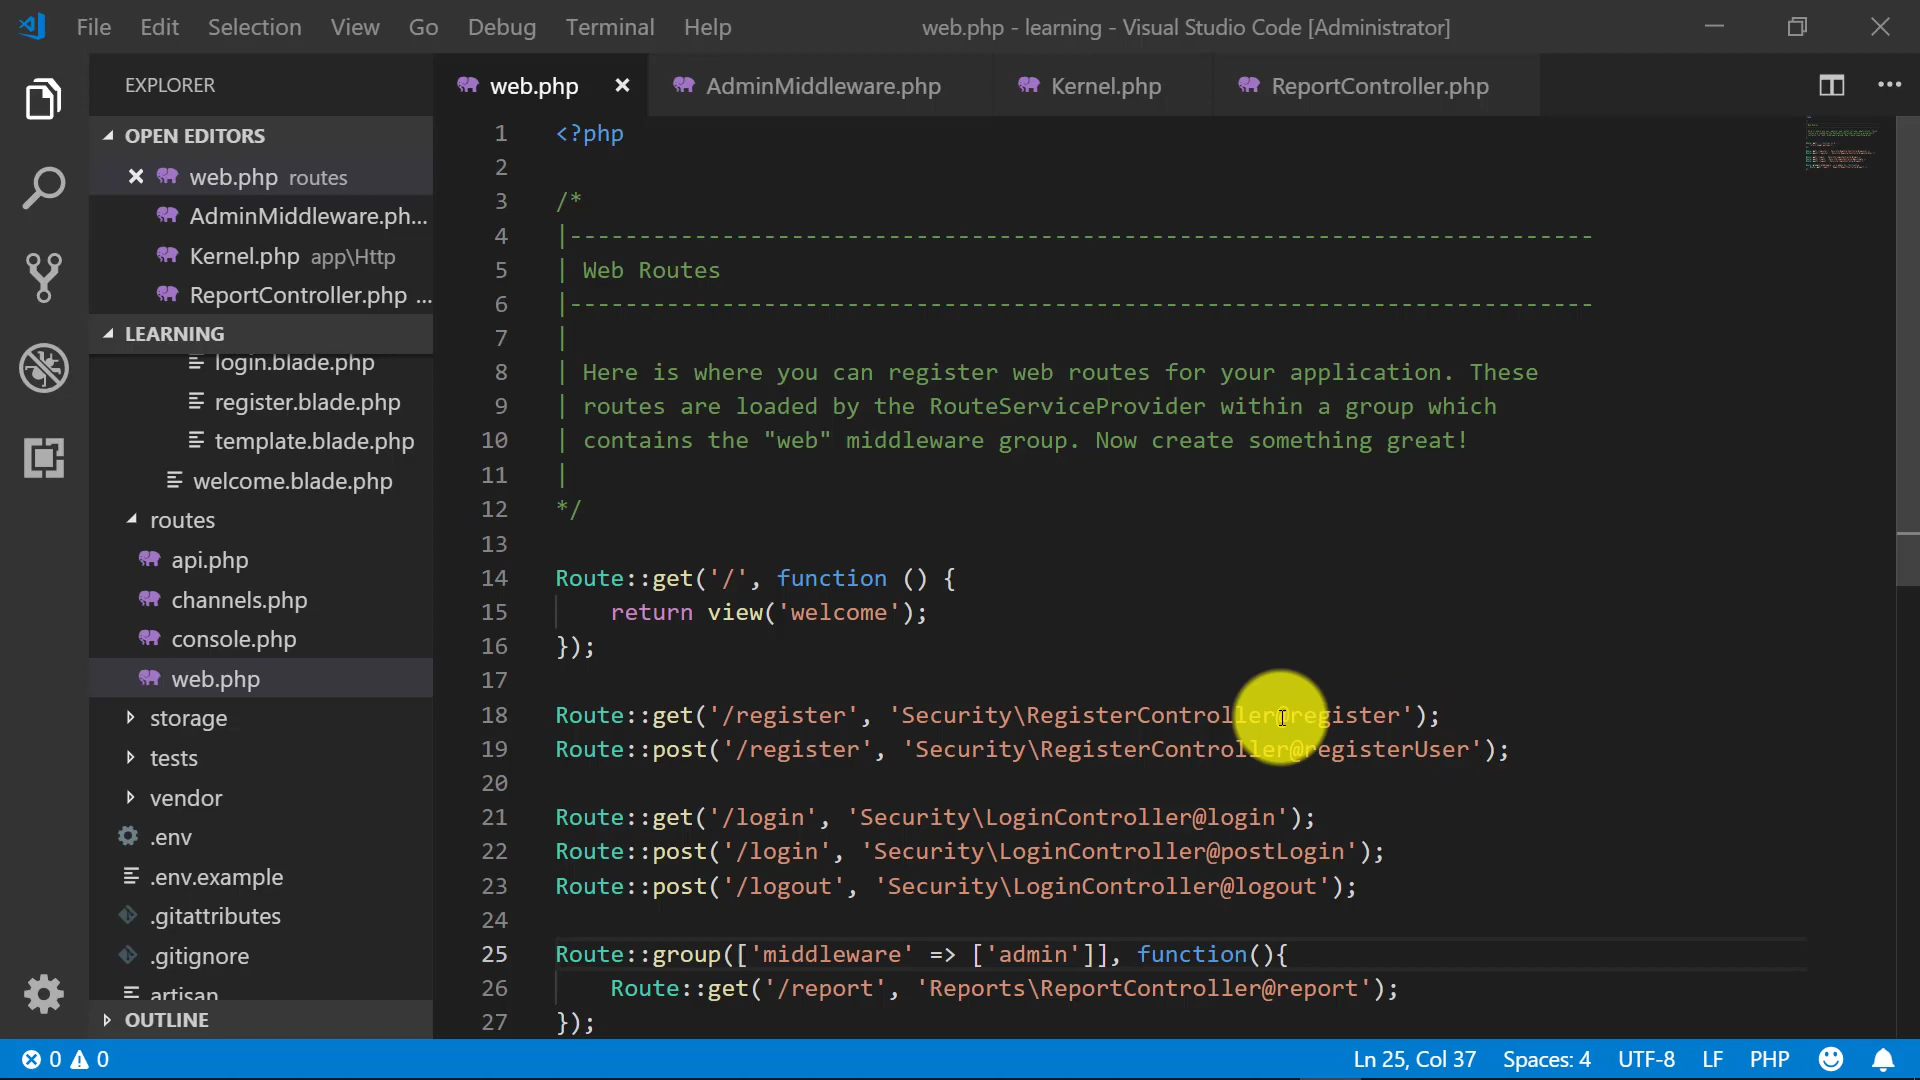 File Edit Selection View Go Debug Terminal Help
web.php - learning - Visual Studio Code [Administrator]
EXPLORER
OPEN EDITORS
web.php routes
AdminMiddleware.ph...
Kernel.php app\Http
ReportController.php ...
LEARNING
login.blade.php
register.blade.php
template.blade.php
welcome.blade.php
routes
api.php
channels.php
console.php
web.php
storage
tests
vendor
.env
.env.example
.gitattributes
.gitignore
artisan
OUTLINE
web.php AdminMiddleware.php Kernel.php ReportController.php
1 <?php
2
3 /*
4 |--------------------------------------------------------------------------
5 | Web Routes
6 |--------------------------------------------------------------------------
7 |
8 | Here is where you can register web routes for your application. These
9 | routes are loaded by the RouteServiceProvider within a group which
10 | contains the "web" middleware group. Now create something great!
11 |
12 */
13
14 Route::get('/', function () {
15 return view('welcome');
16 });
17
18 Route::get('/register', 'Security\RegisterController@register');
19 Route::post('/register', 'Security\RegisterController@registerUser');
20
21 Route::get('/login', 'Security\LoginController@login');
22 Route::post('/login', 'Security\LoginController@postLogin');
23 Route::post('/logout', 'Security\LoginController@logout');
24
25 Route::group(['middleware' => ['admin']], function(){
26 Route::get('/report', 'Reports\ReportController@report');
27 });
0 0 Ln 25, Col 37 Spaces: 4 UTF-8 LF PHP